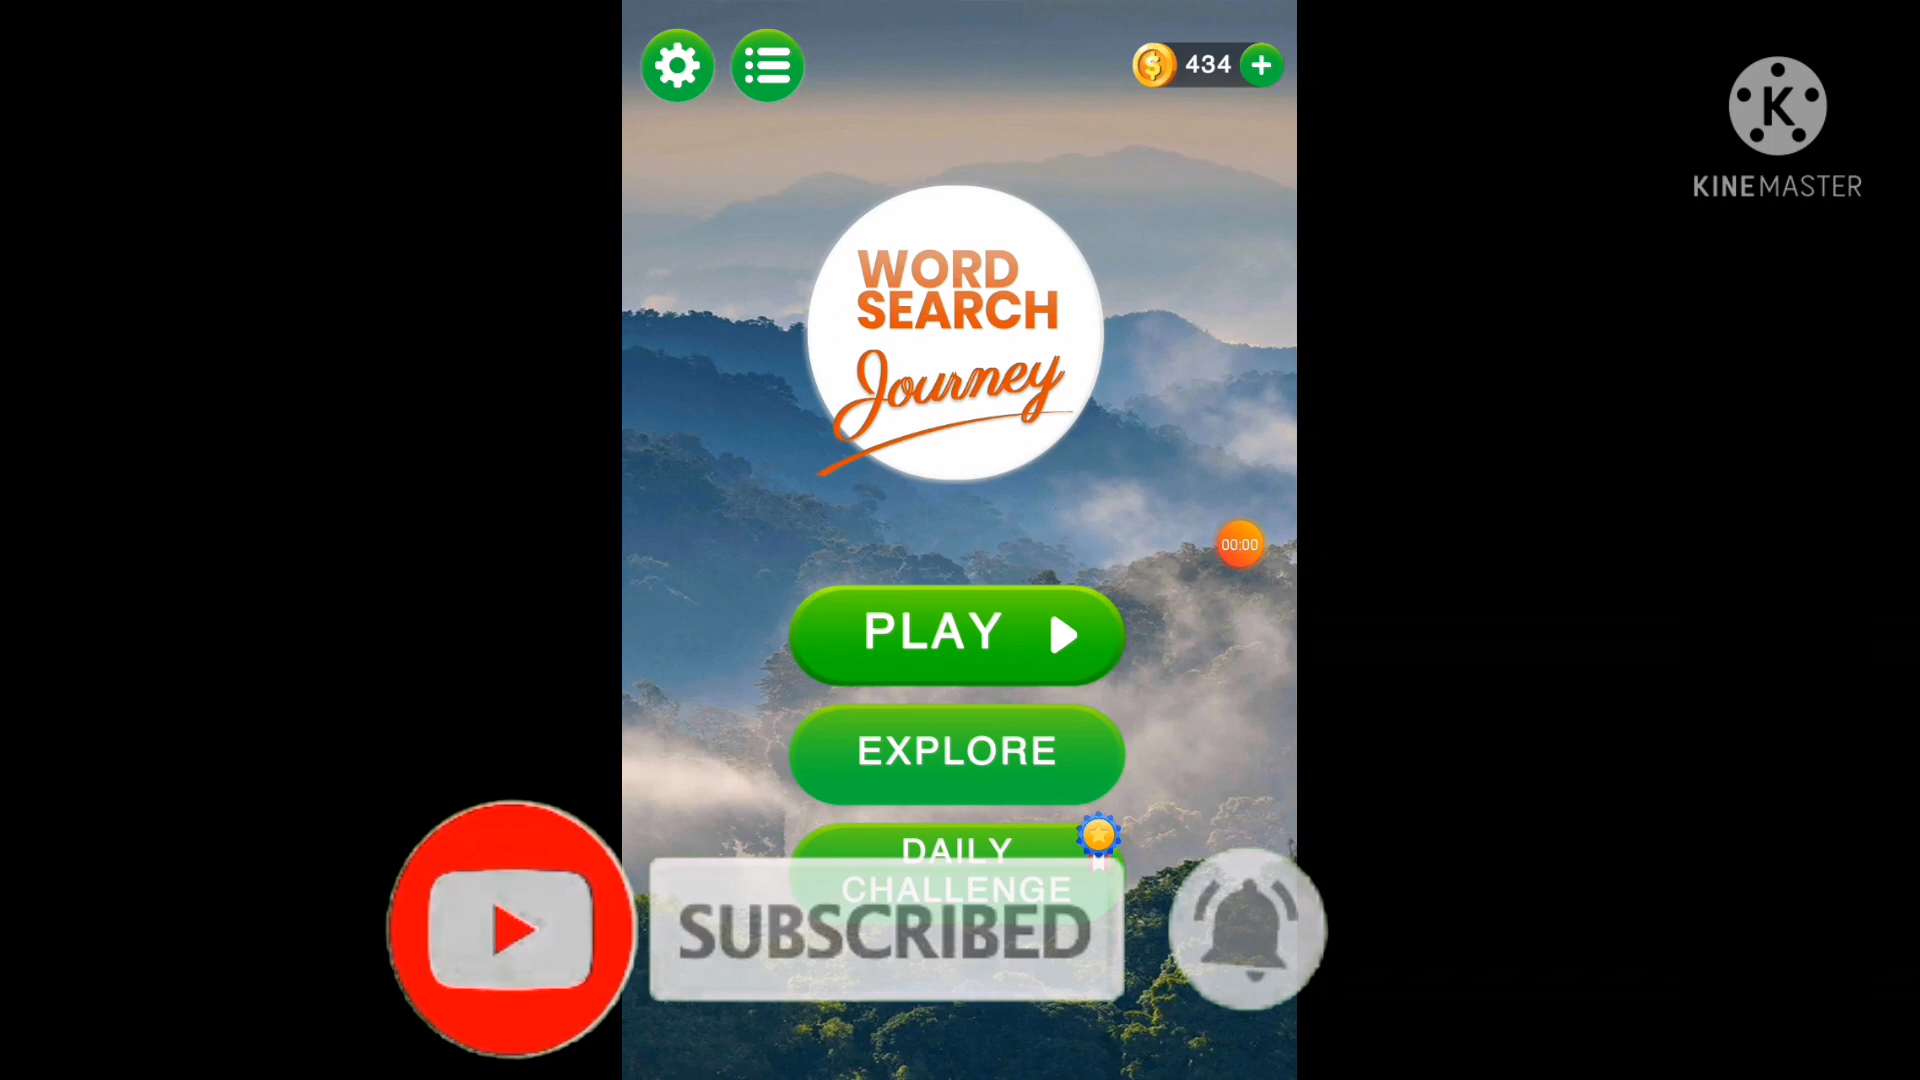 434
KINEMASTER
WORD
SEARCH
Journey
00:00
PLAY
EXPLORE
DAILY
CHALLENGE
SUBSCRIBED